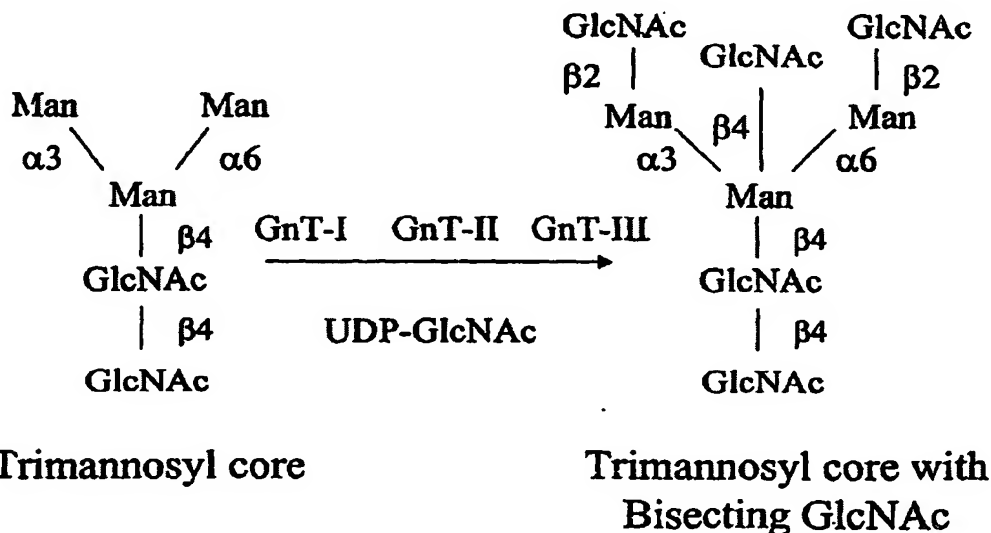 GlcNAc GlcNAc GlcNAc
β2 β2
Man Man Man β4 Man
α3 α6 α3 α6
Man Man
β4 GnT-I GnT-II GnT-III β4
GlcNAc GlcNAc
β4 UDP-GlcNAc β4
GlcNAc GlcNAc
Trimannosyl core Trimannosyl core with
Bisecting GlcNAc